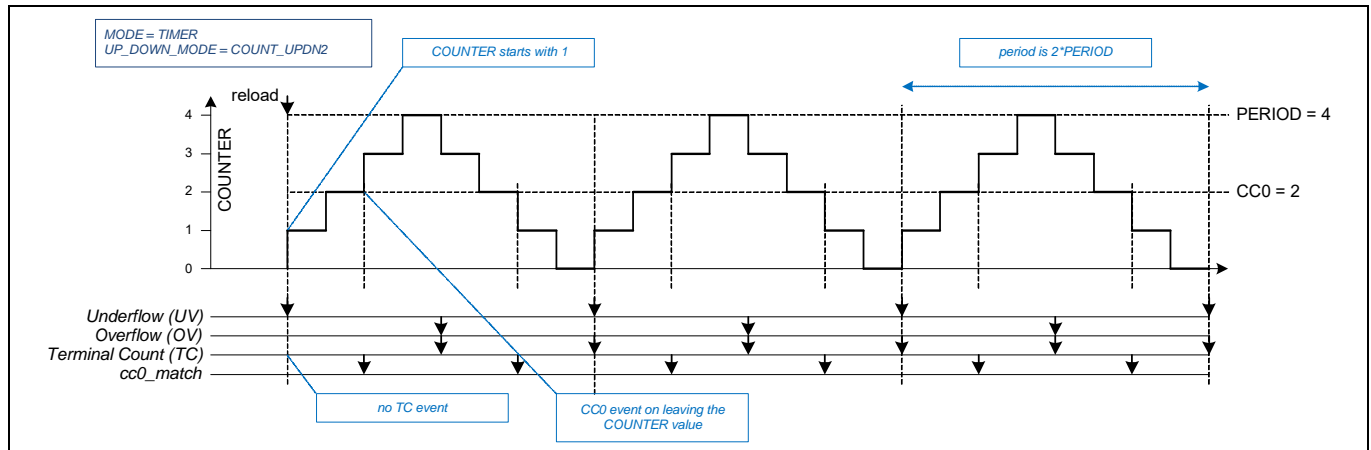 MODE = TIMER
UP_DOWN_MODE = COUNT_UPDN2
COUNTER starts with 1
period is 2*PERIOD
reload
4
3
2
1
0
COUNTER
PERIOD = 4
CC0 = 2
Underflow (UV)
Overflow (OV)
Terminal Count (TC)
cc0_match
no TC event
CC0 event on leaving the
COUNTER value